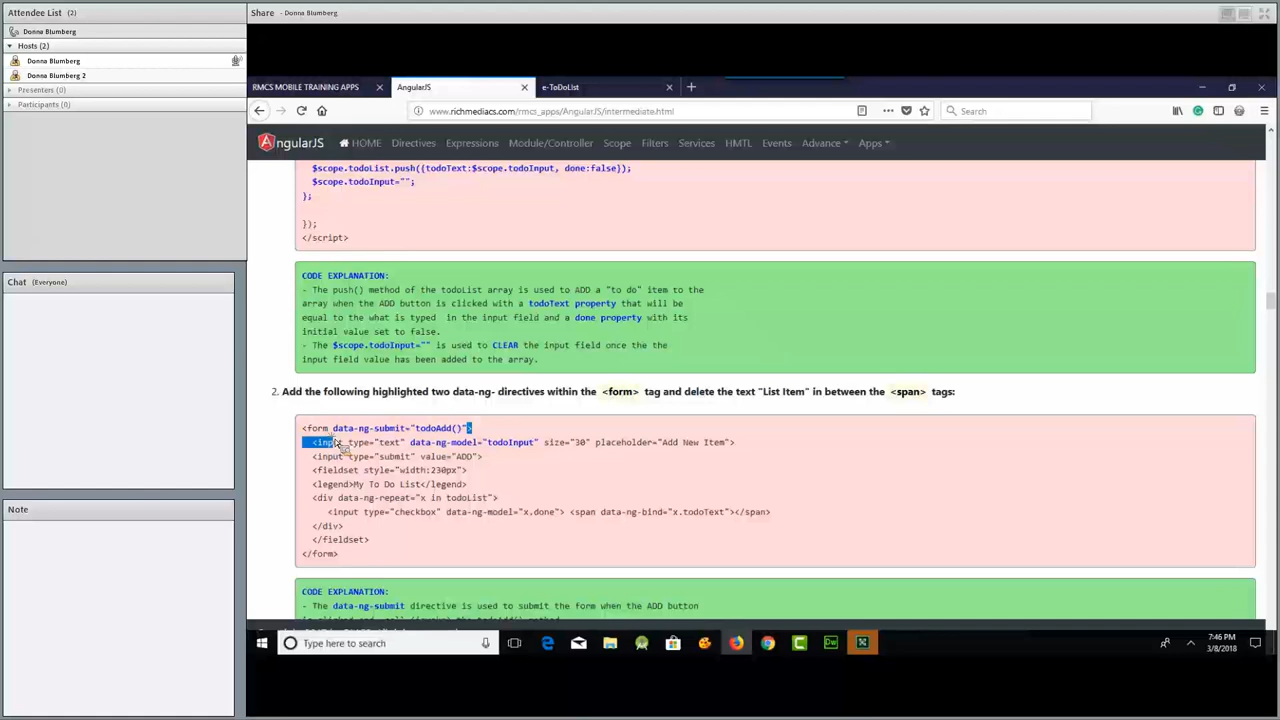 Attendee List (2)
Donna Blumberg
Hosts (2)
Donna Blumberg
Donna Blumberg 2
Presenters (0)
Participants (0)
Chat (Everyone)
Note
Share - Donna Blumberg
RMCS MOBILE TRAINING APPS
AngularJS
e-ToDoList
www.richmediacs.com/rmcs_apps/AngularJS/intermediate.html
Search
AngularJS HOME Directives Expressions Module/Controller Scope Filters Services HMTL Events Advance Apps
$scope.todoList.push({todoText:$scope.todoInput, done:false});
$scope.todoInput="";
};
});
</script>
CODE EXPLANATION:
- The push() method of the todoList array is used to ADD a "to do" item to the
array when the ADD button is clicked with a todoText property that will be
equal to the what is typed in the input field and a done property with its
initial value set to false.
- The $scope.todoInput="" is used to CLEAR the input field once the the
input field value has been added to the array.
2. Add the following highlighted two data-ng- directives within the <form> tag and delete the text "List Item" in between the <span> tags:
<form data-ng-submit="todoAdd()">
<input type="text" data-ng-model="todoInput" size="30" placeholder="Add New Item">
<input type="submit" value="ADD">
<fieldset style="width:230px">
<legend>My To Do List</legend>
<div data-ng-repeat="x in todoList">
<input type="checkbox" data-ng-model="x.done"> <span data-ng-bind="x.todoText"></span>
</div>
</fieldset>
</form>
CODE EXPLANATION:
- The data-ng-submit directive is used to submit the form when the ADD button
Type here to search
7:46 PM
3/8/2018